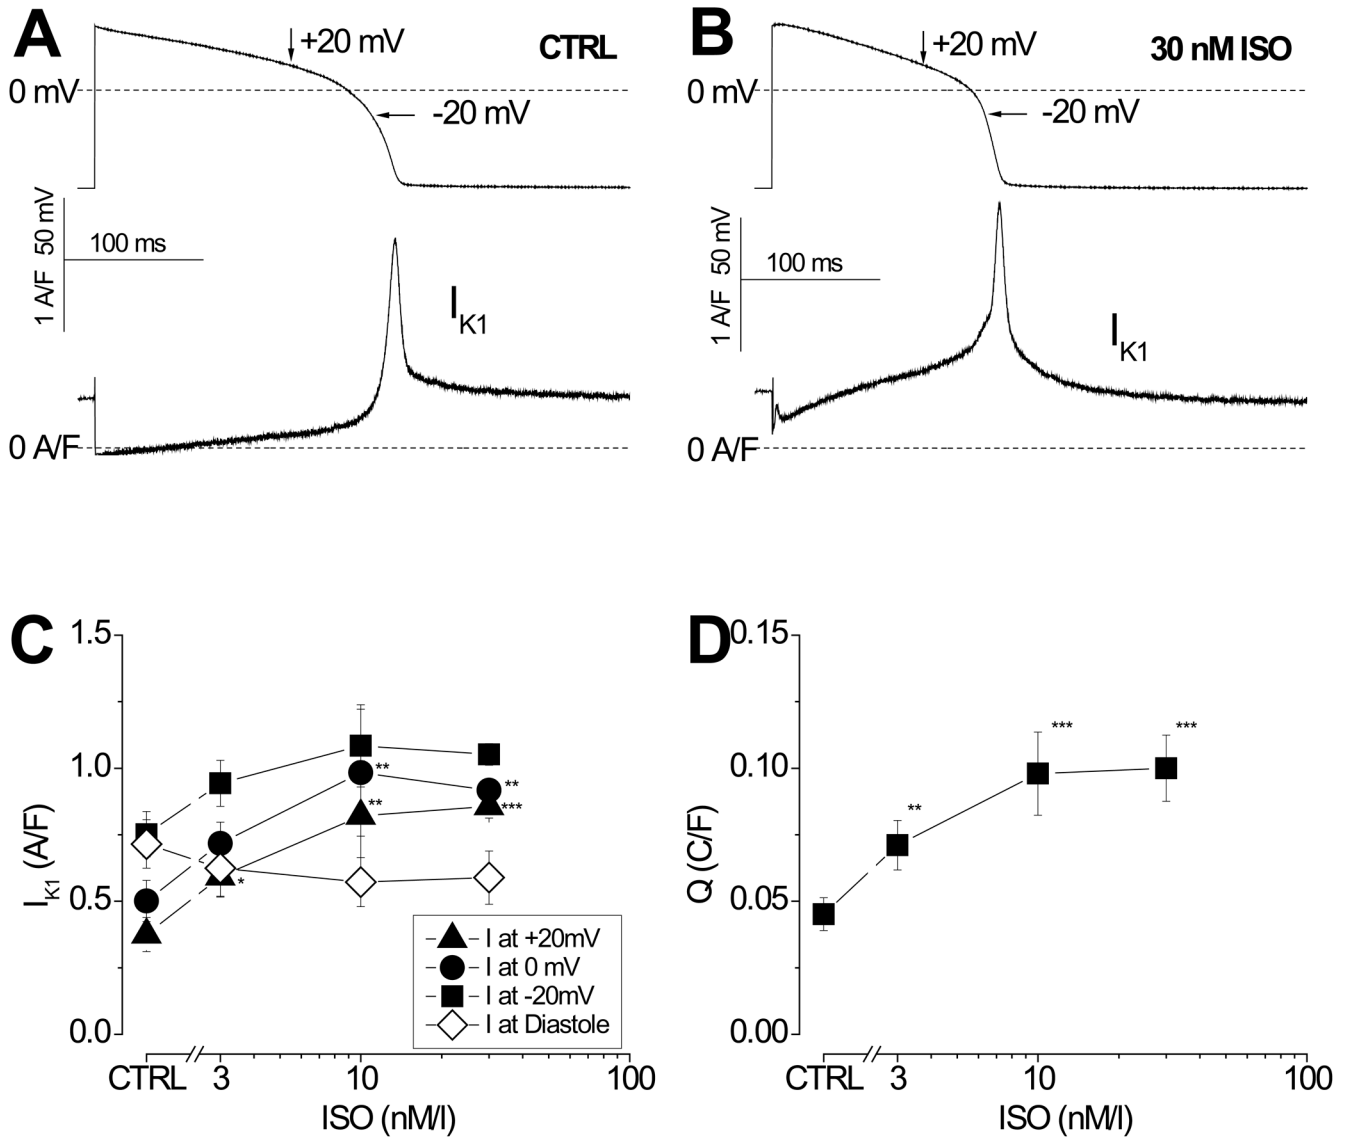 A
+20 mV
CTRL
0 mV
-20 mV
1 A/F 50 mV
100 ms
IK1
0 A/F
B
+20 mV
30 nM ISO
0 mV
-20 mV
1 A/F 50 mV
100 ms
IK1
0 A/F
C
1.5
1.0
0.5
0.0
IK1 (A/F)
**
**
**
***
*
I at +20mV
I at 0 mV
I at -20mV
I at Diastole
CTRL 3 10 100
ISO (nM/l)
D
0.15
0.10
0.05
0.00
Q (C/F)
**
***
***
CTRL 3 10 100
ISO (nM/l)